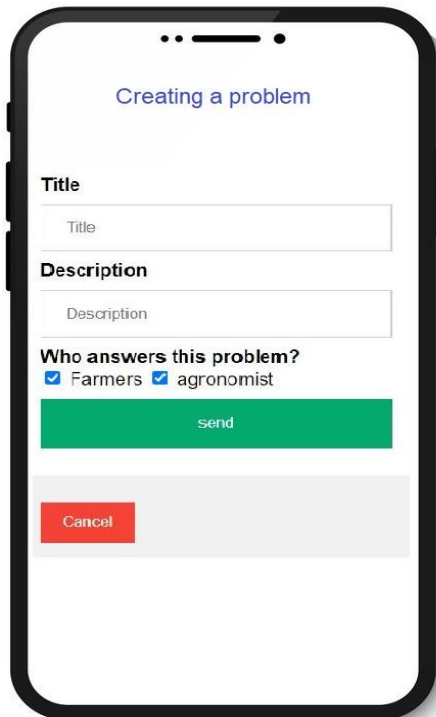 Creating a problem
Title
Title
Description
Description
Who answers this problem?
Farmers agronomist
send
Cancel